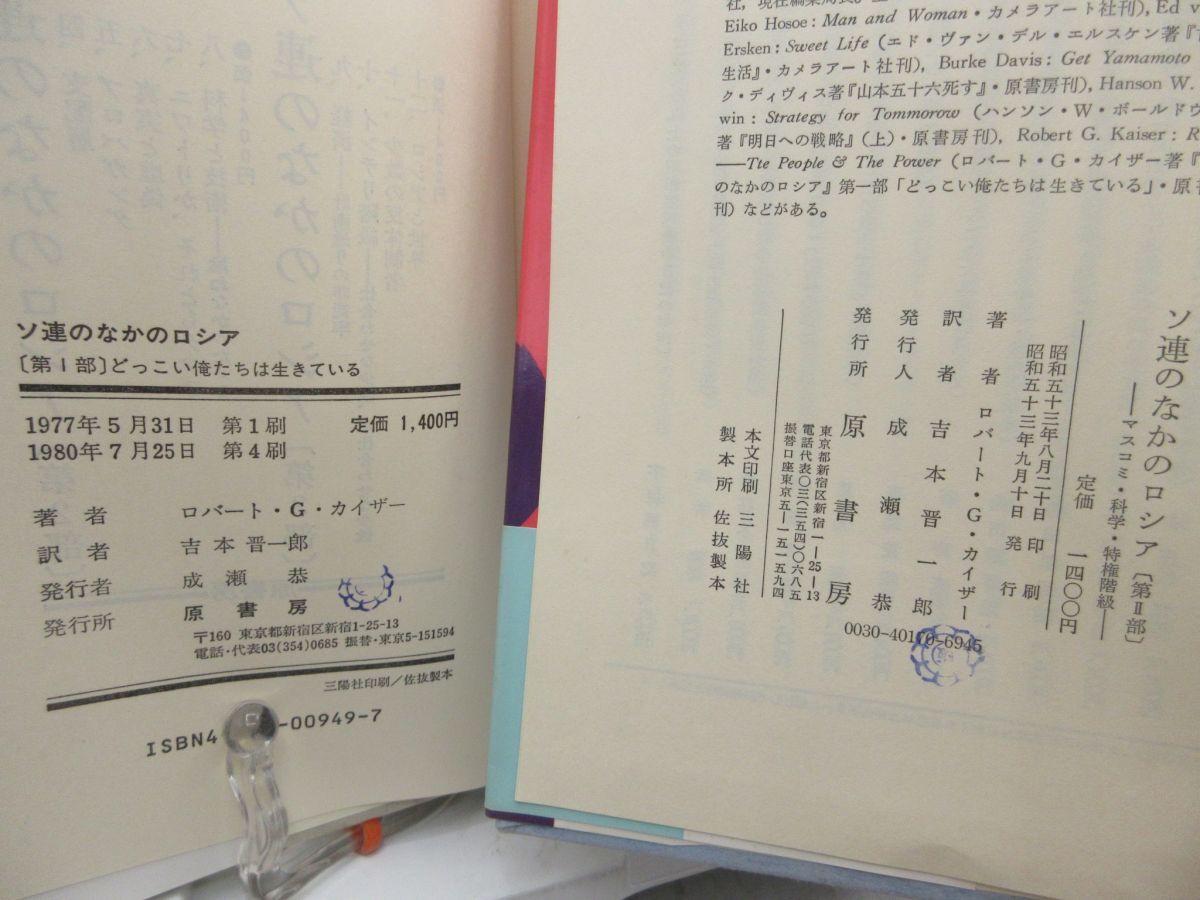 ソ連のなかのロシア
〔第Ⅰ部〕どっこい俺たちは生きている
1977年5月31日 第1刷 定価 1,400円
1980年7月25日 第4刷
著者 ロバート・G・カイザー
訳者 吉本晋一郎
発行者 成瀬恭
発行所 原書房
〒160 東京都新宿区新宿1-25-13
電話・代表03(354)0685 振替・東京5-151594
三陽社印刷/佐抜製本
ISBN4 -00949-7
社, 現在編集局長。
Eiko Hosoe: Man and Woman・カメラアート社刊), Ed v
Ersken: Sweet Life (エド・ヴァン・デル・エルスケン著『
生活』・カメラアート社刊), Burke Davis: Get Yamamoto
ク・ディヴィス著『山本五十六死す』・原書房刊), Hanson W.
win: Strategy for Tommorow (ハンソン・W・ボールドウ
著『明日への戦略』(上)・原書房刊), Robert G. Kaiser: R
——Tte People & The Power (ロバート・G・カイザー著『
のなかのロシア』第一部「どっこい俺たちは生きている」・原
刊) などがある。
ソ連のなかのロシア〔第Ⅱ部〕
——マスコミ・科学・特権階級——
定価 一四〇〇円
昭和五十三年八月二十日 印刷
昭和五十三年九月十日 発行
著者 ロバート・G・カイザー
訳者 吉本晋一郎
発行人 成瀬恭
発行所 原書房
東京都新宿区新宿一—25—13
電話代表〇三(三五四)〇六八五
振替口座東京五—一五一五九四
本文印刷 三陽社
製本所 佐抜製本
0030-40170-6945